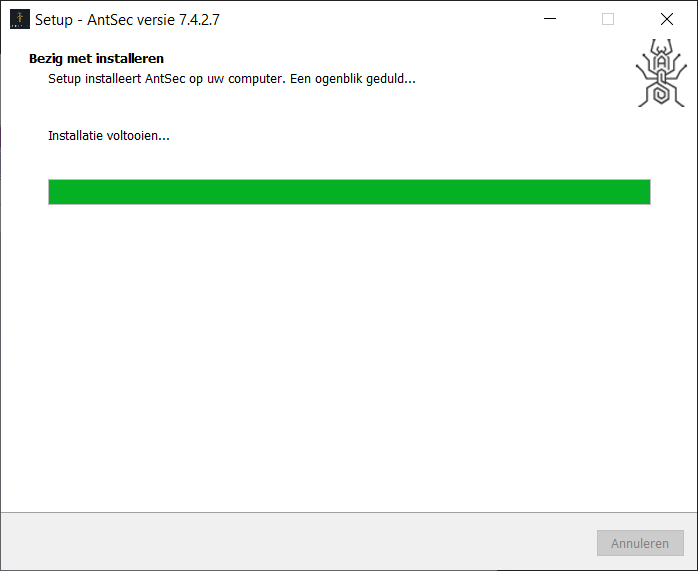 Setup - AntSec versie 7.4.2.7
Bezig met installeren
Setup installeert AntSec op uw computer. Een ogenblik geduld...
Installatie voltooien...
Annuleren